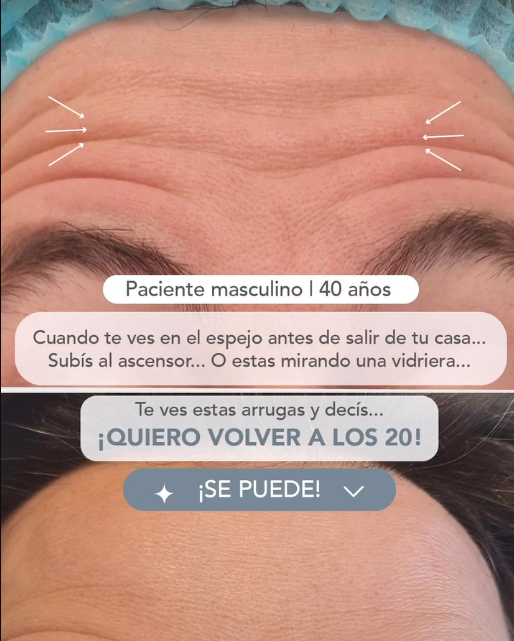 Paciente masculino | 40 años
Cuando te ves en el espejo antes de salir de tu casa...
Subís al ascensor... O estas mirando una vidriera...
Te ves estas arrugas y decís...
¡QUIERO VOLVER A LOS 20!
¡SE PUEDE!